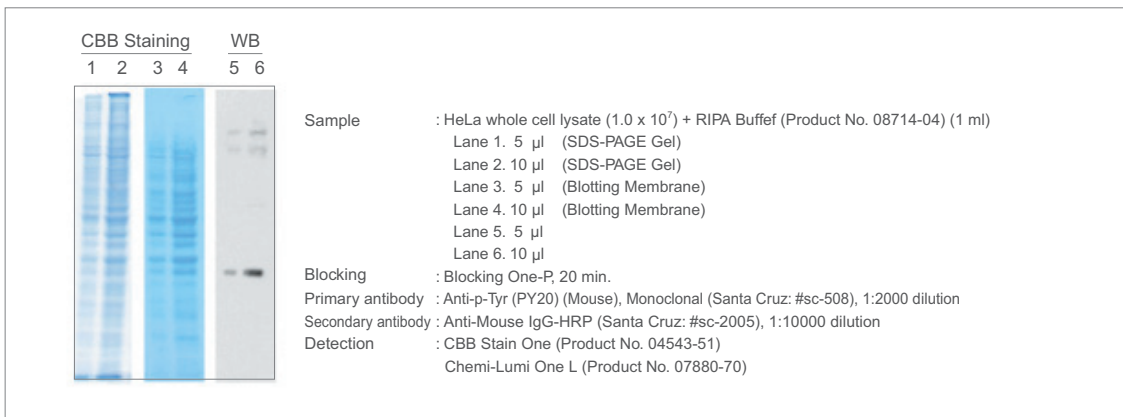 CBB Staining WB
1 2 3 4 5 6
Sample : HeLa whole cell lysate (1.0 x 10⁷) + RIPA Buffef (Product No. 08714-04) (1 ml)
Lane 1. 5 µl (SDS-PAGE Gel)
Lane 2. 10 µl (SDS-PAGE Gel)
Lane 3. 5 µl (Blotting Membrane)
Lane 4. 10 µl (Blotting Membrane)
Lane 5. 5 µl
Lane 6. 10 µl
Blocking : Blocking One-P, 20 min.
Primary antibody : Anti-p-Tyr (PY20) (Mouse), Monoclonal (Santa Cruz: #sc-508), 1:2000 dilution
Secondary antibody : Anti-Mouse IgG-HRP (Santa Cruz: #sc-2005), 1:10000 dilution
Detection : CBB Stain One (Product No. 04543-51)
Chemi-Lumi One L (Product No. 07880-70)